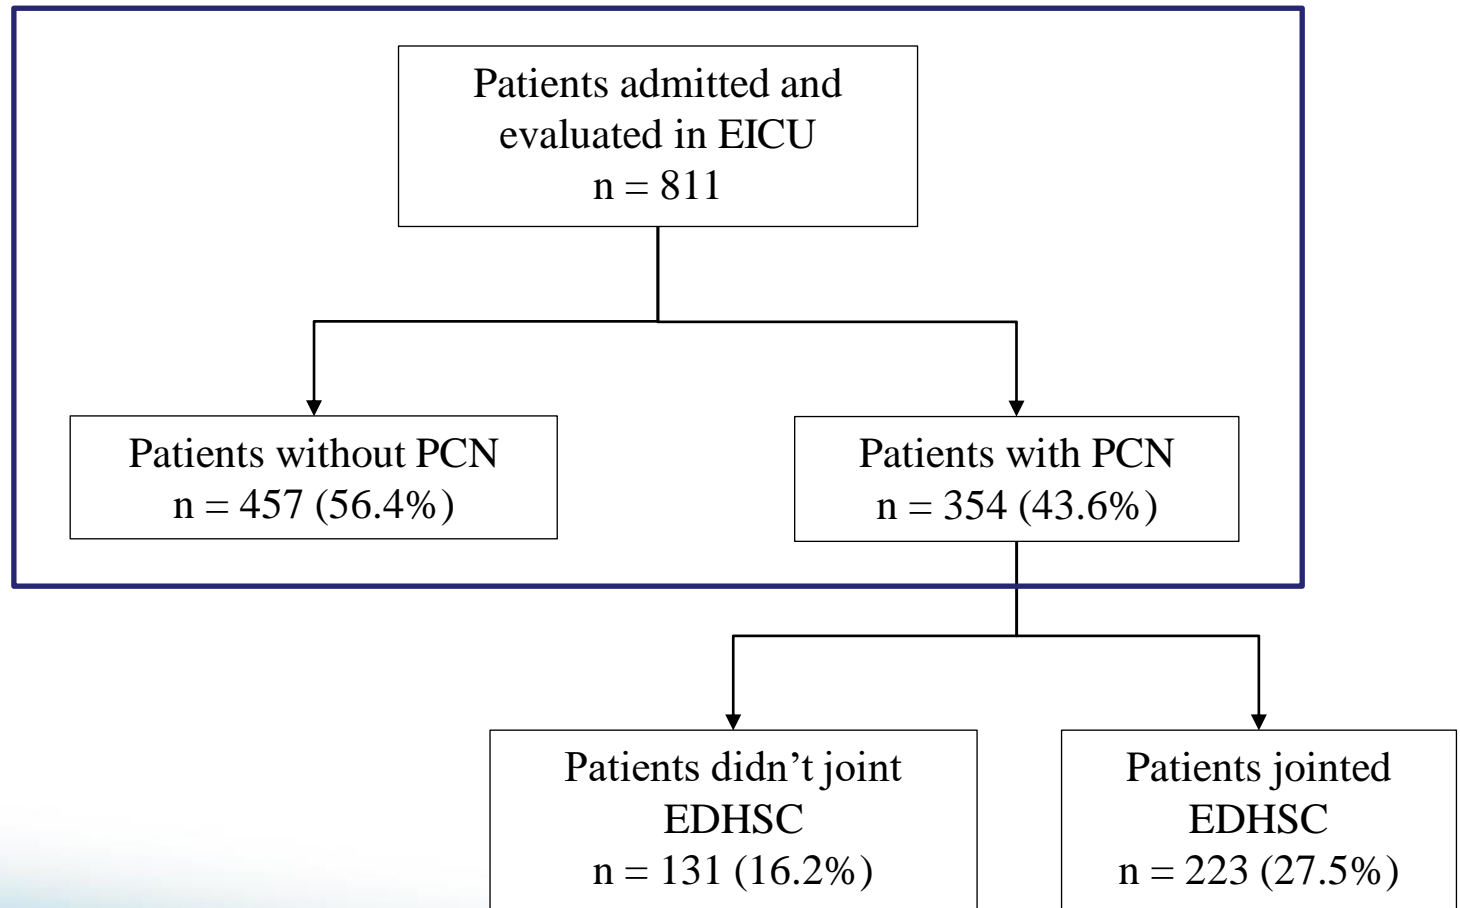 Patients admitted and
evaluated in EICU
n = 811
Patients without PCN
n = 457 (56.4%)
Patients with PCN
n = 354 (43.6%)
Patients didn’t joint
EDHSC
n = 131 (16.2%)
Patients jointed
EDHSC
n = 223 (27.5%)